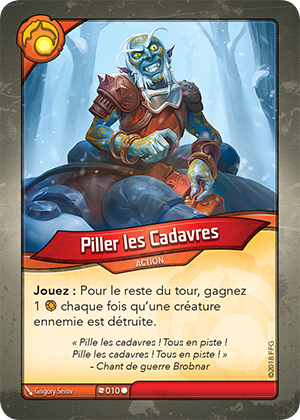 Piller les Cadavres
ACTION
Jouez : Pour le reste du tour, gagnez
1 chaque fois qu'une créature
ennemie est détruite.
« Pille les cadavres ! Tous en piste !
Pille les cadavres ! Tous en piste ! »
– Chant de guerre Brobnar
©2018 FFG
Grigory Serov
010